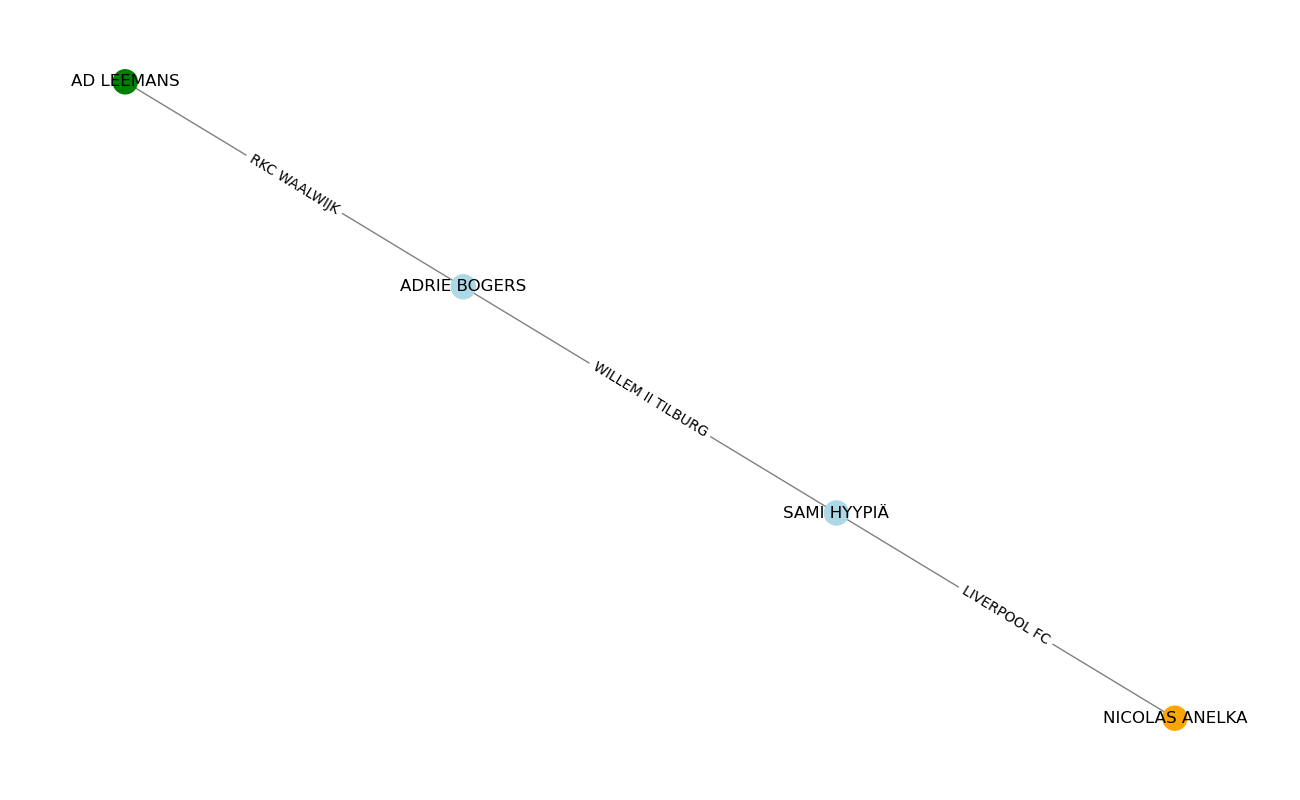 AD LEEMANS
RKC WAALWIJK
ADRIE BOGERS
WILLEM II TILBURG
SAMI HYYPIÄ
LIVERPOOL FC
NICOLAS ANELKA